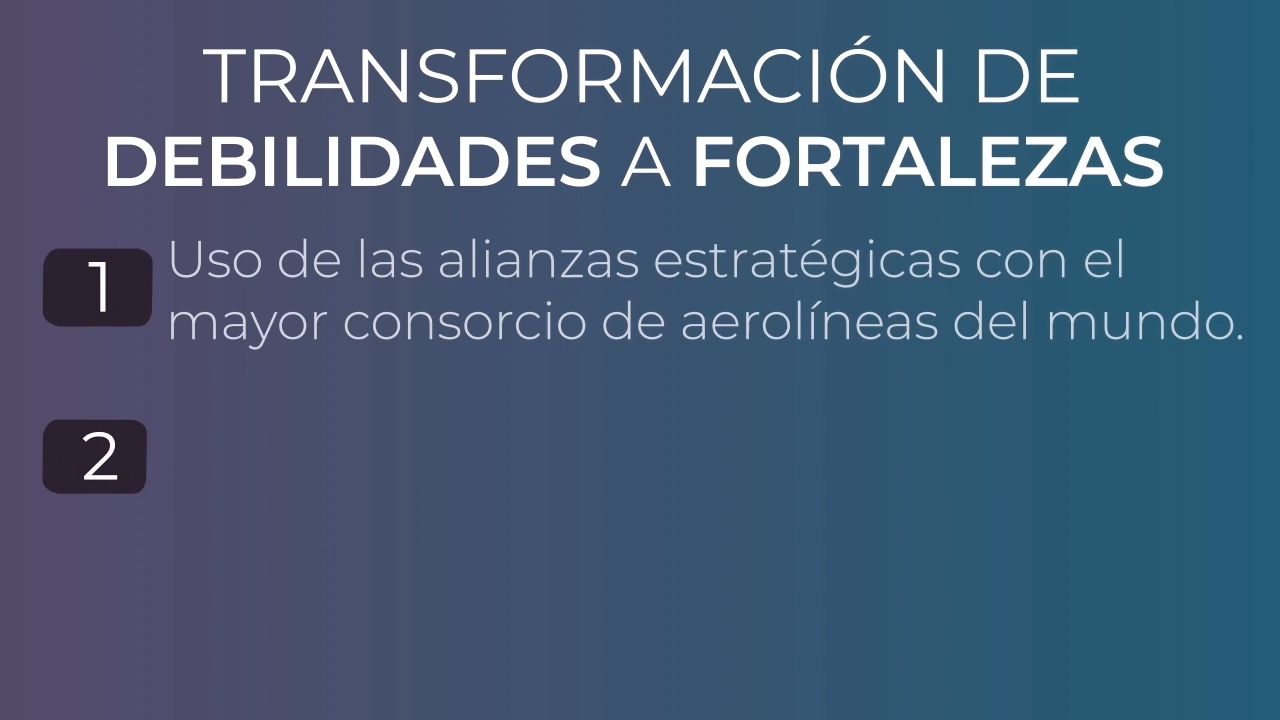 TRANSFORMACIÓN DE
DEBILIDADES A FORTALEZAS
1 Uso de las alianzas estratégicas con el
mayor consorcio de aerolíneas del mundo.
2